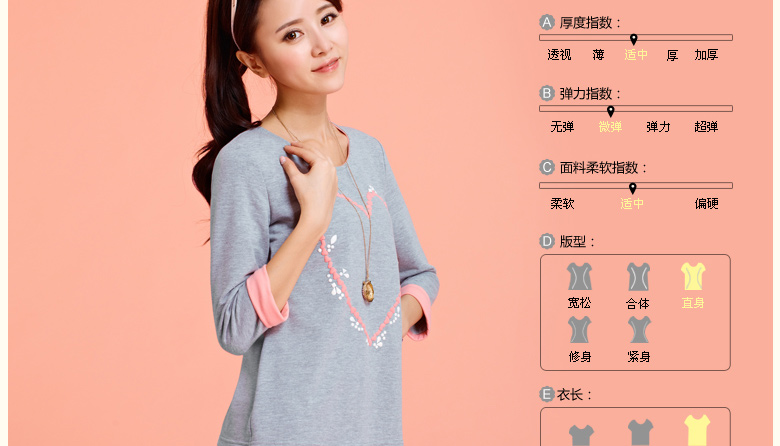 A 厚度指数：
透视 薄 适中 厚 加厚
B 弹力指数：
无弹 微弹 弹力 超弹
C 面料柔软指数：
柔软 适中 偏硬
D 版型：
宽松 合体 直身
修身 紧身
E 衣长：